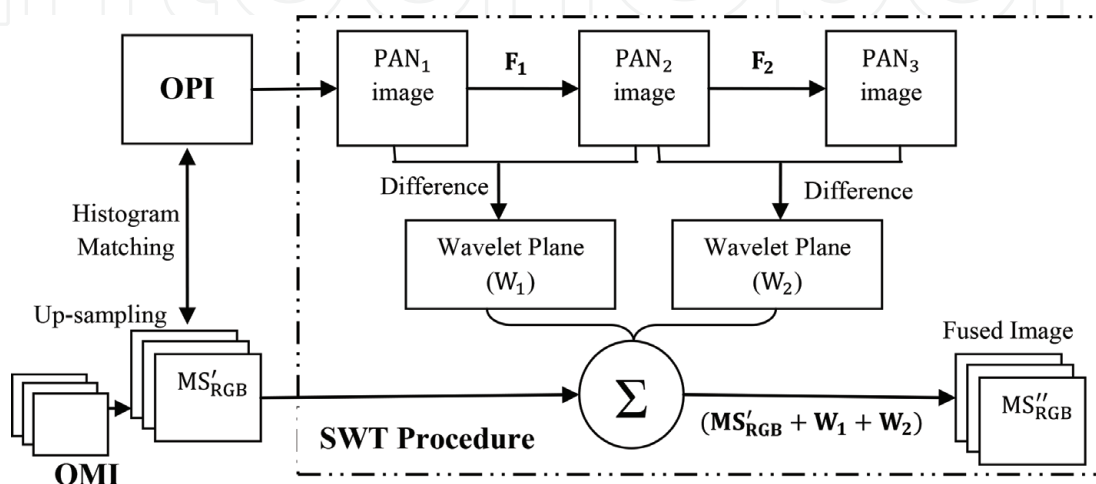 OPI
PAN₁
image
F₁
PAN₂
image
F₂
PAN₃
image
Difference
Difference
Histogram
Matching
Wavelet Plane
(W₁)
Wavelet Plane
(W₂)
Up-sampling
Fused Image
MS′RGB
Σ
MS″RGB
(MS′RGB + W₁ + W₂)
SWT Procedure
OMI